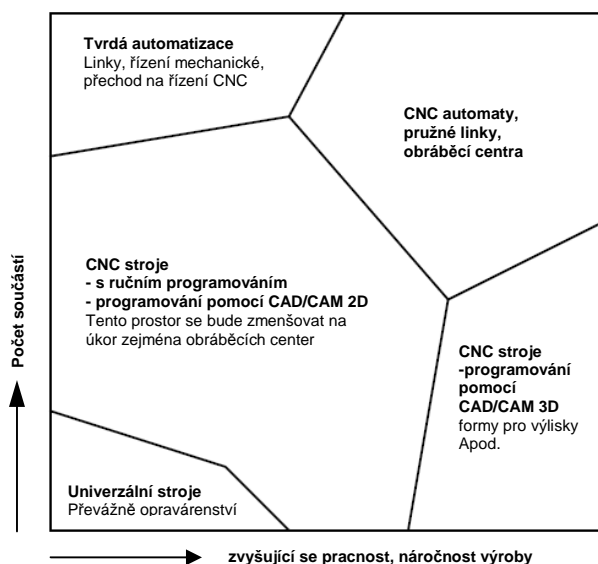 Tvrdá automatizace
Linky, řízení mechanické,
přechod na řízení CNC
CNC automaty,
pružné linky,
obráběcí centra
CNC stroje
- s ručním programováním
- programování pomocí CAD/CAM 2D
Tento prostor se bude zmenšovat na
úkor zejména obráběcích center
CNC stroje
-programování
pomocí
CAD/CAM 3D
formy pro výlisky
Apod.
Univerzální stroje
Převážně opravárenství
Počet součástí
zvyšující se pracnost, náročnost výroby